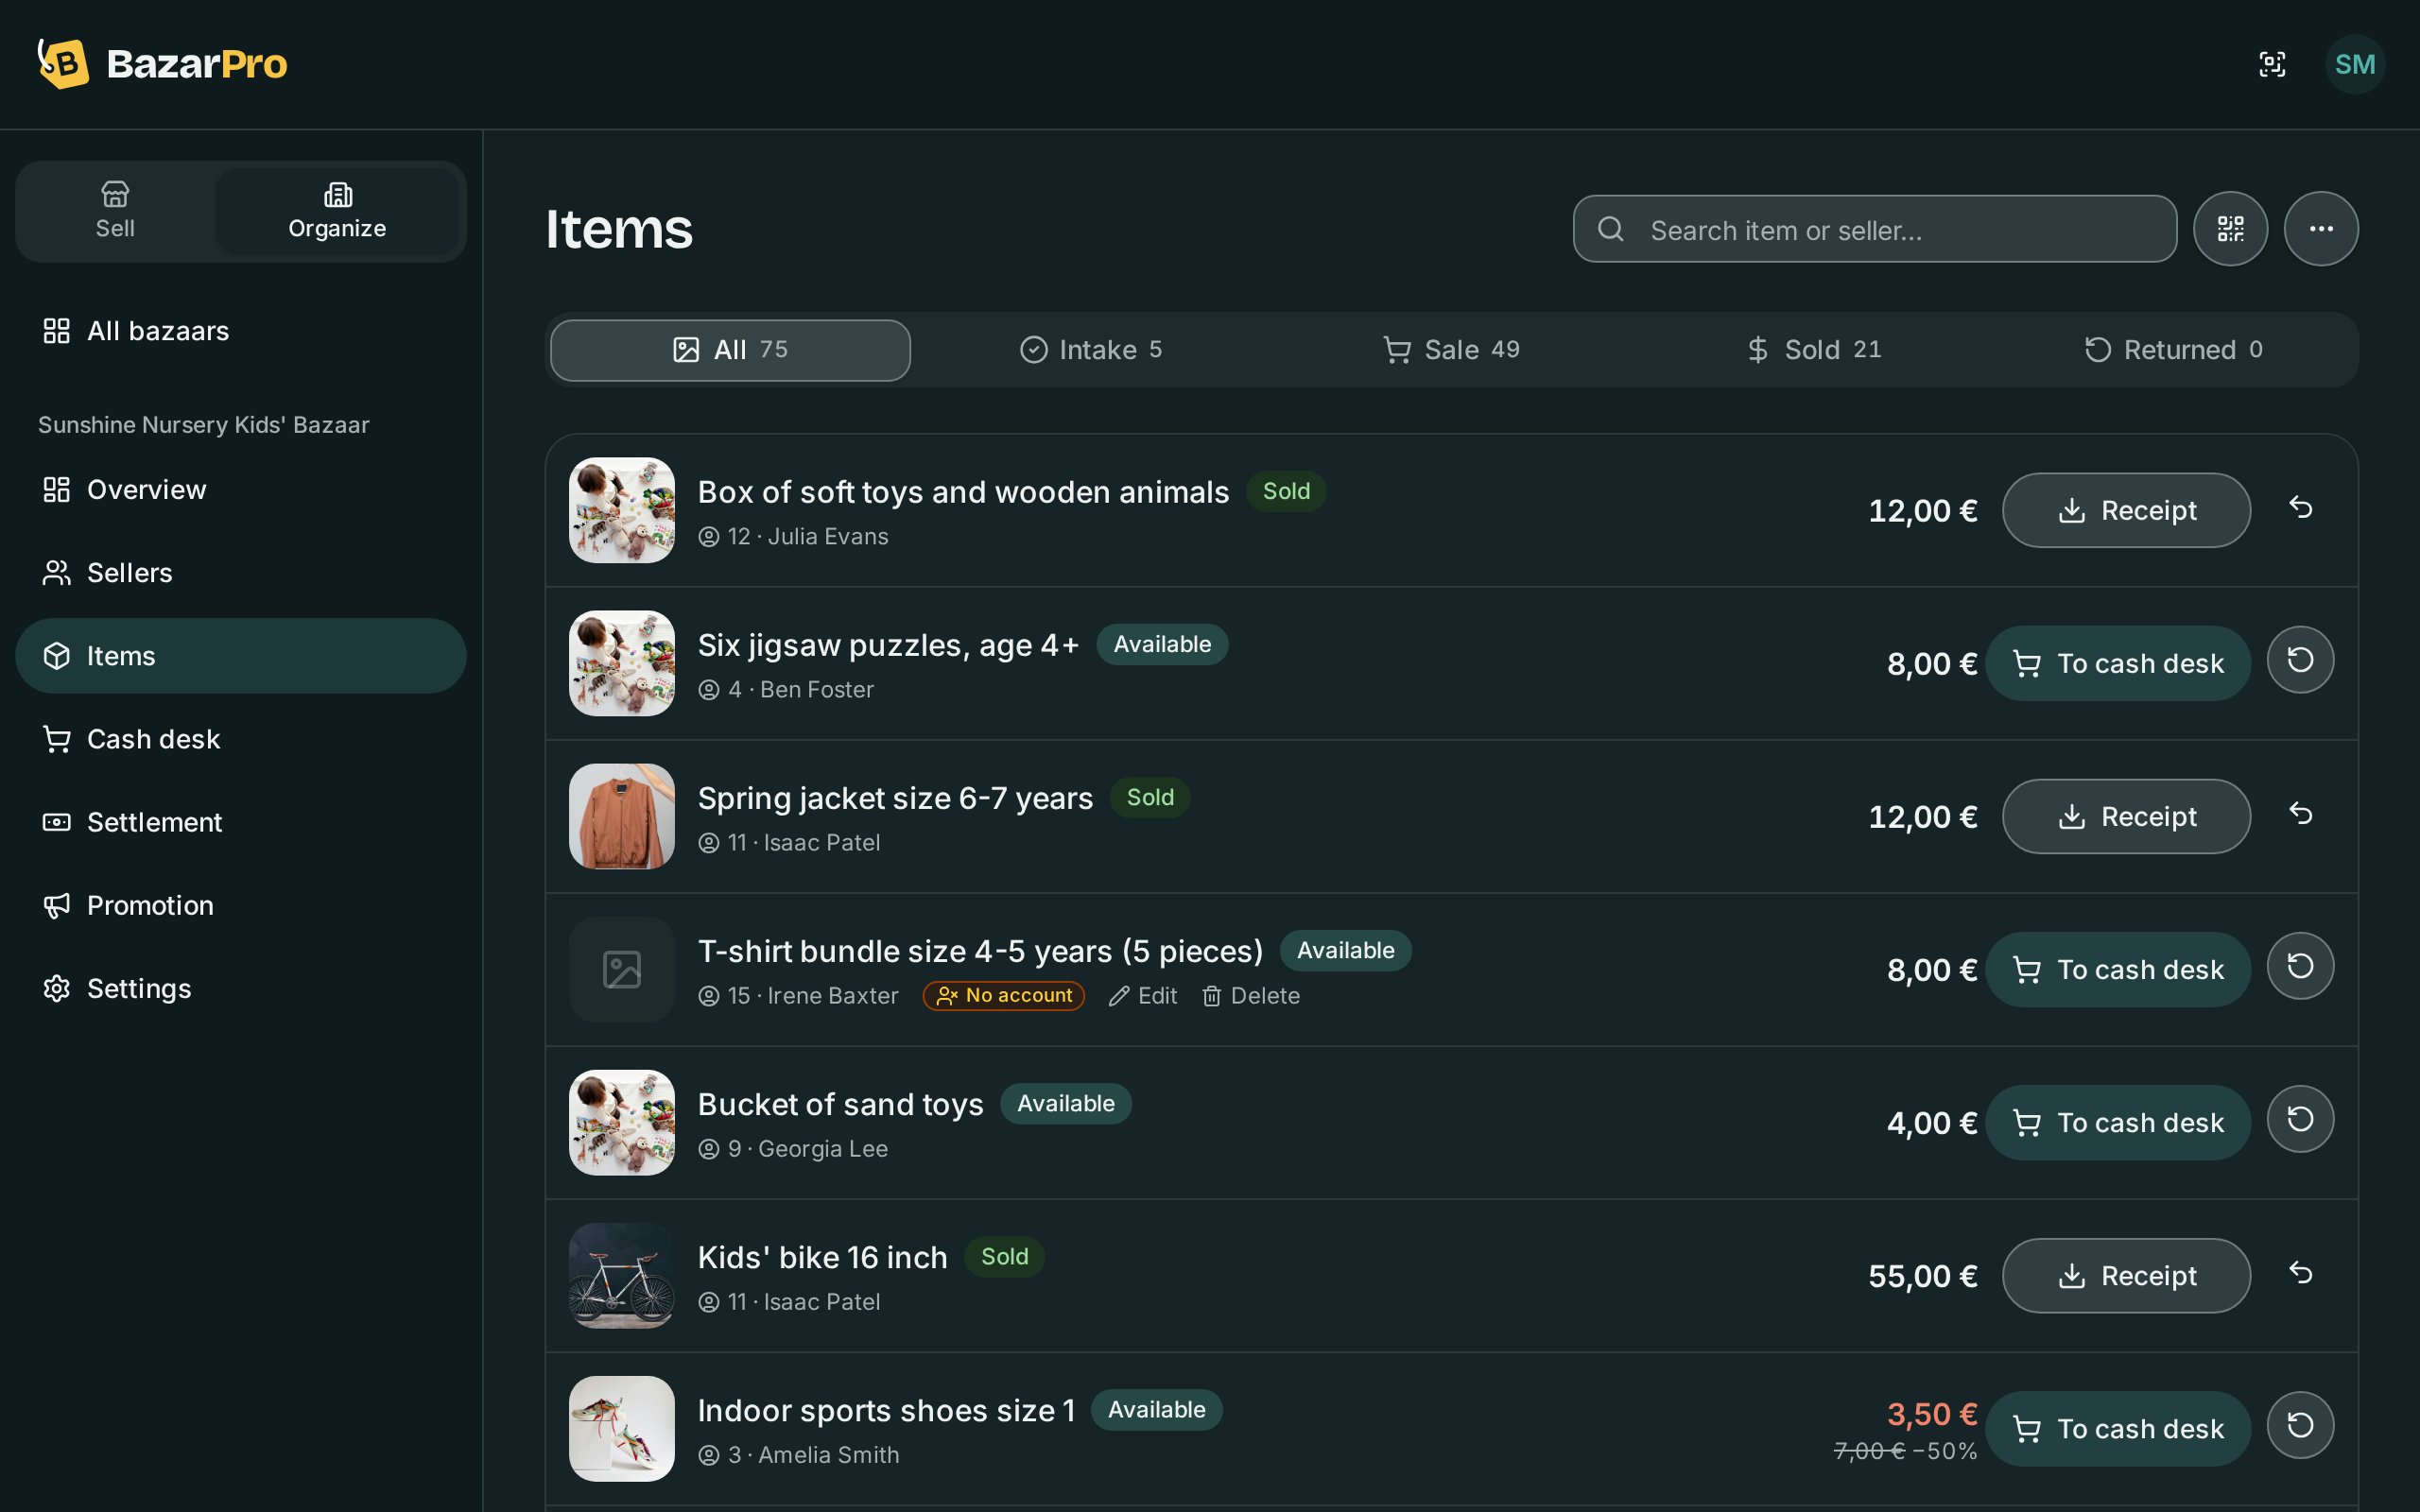 BazarPro
SM
Sell
Organize
All bazaars
Sunshine Nursery Kids' Bazaar
Overview
Sellers
Items
Cash desk
Settlement
Promotion
Settings
Items
Search item or seller...
All 75
Intake 5
Sale 49
Sold 21
Returned 0
Box of soft toys and wooden animals Sold
12 · Julia Evans
12,00 €
Receipt
Six jigsaw puzzles, age 4+ Available
4 · Ben Foster
8,00 €
To cash desk
Spring jacket size 6-7 years Sold
11 · Isaac Patel
12,00 €
Receipt
T-shirt bundle size 4-5 years (5 pieces) Available
15 · Irene Baxter No account Edit Delete
8,00 €
To cash desk
Bucket of sand toys Available
9 · Georgia Lee
4,00 €
To cash desk
Kids' bike 16 inch Sold
11 · Isaac Patel
55,00 €
Receipt
Indoor sports shoes size 1 Available
3 · Amelia Smith
3,50 €
7,00 € −50%
To cash desk